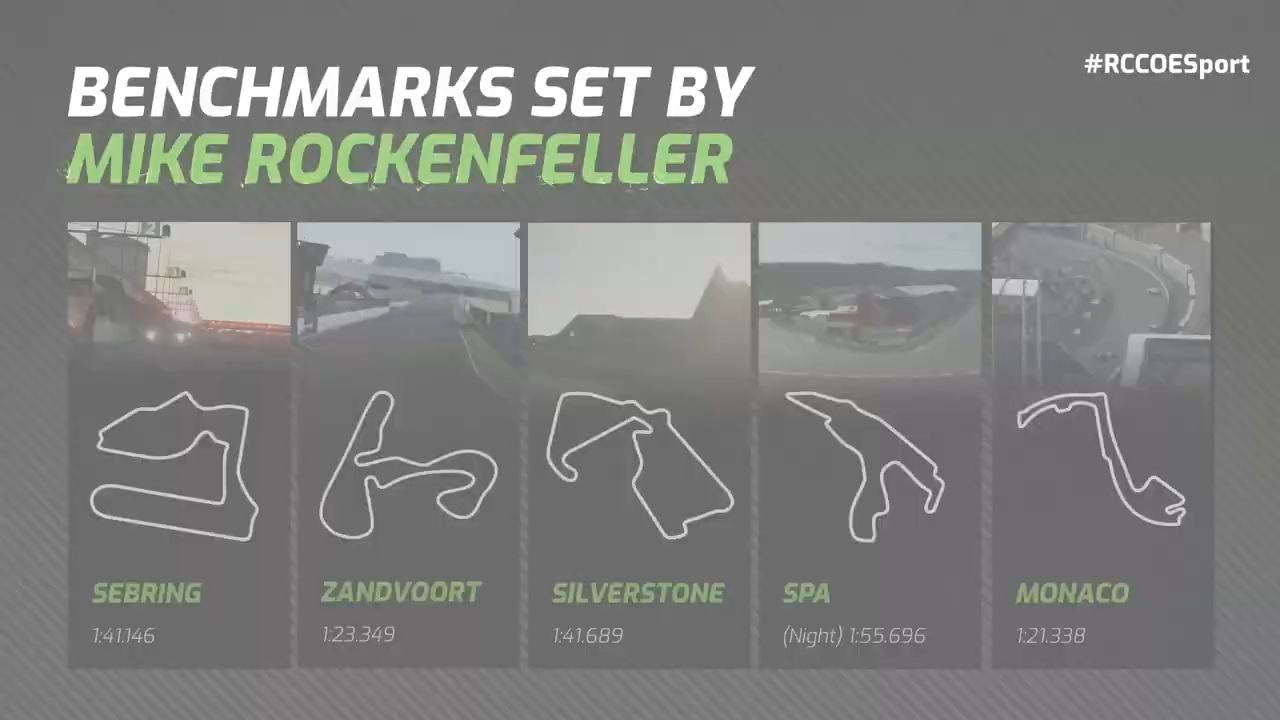 BENCHMARKS SET BY
MIKE ROCKENFELLER
#RCCOESport
2
SEBRING
1:41.146
ZANDVOORT
1:23.349
SILVERSTONE
1:41.689
SPA
(Night) 1:55.696
MONACO
1:21.338